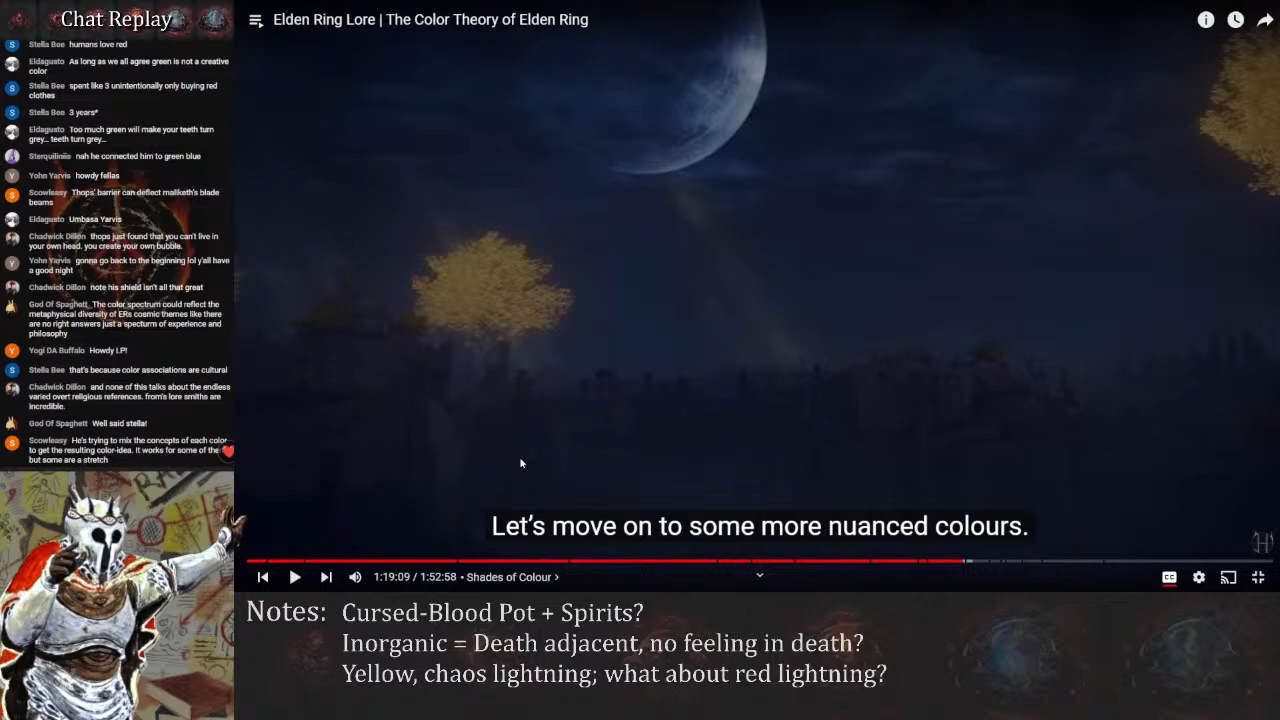 Chat Replay
Stella Bee humans love red
Eldagusto As long as we all agree green is not a creative
color
Stella Bee spent like 3 unintentionally only buying red
clothes
Stella Bee 3 years*
Eldagusto Too much green will make your teeth turn
grey... teeth turn grey...
Sterquiliniis nah he connected him to green blue
Yohn Yarvis howdy fellas
Scowleasy Thops' barrier can deflect maliketh's blade
beams
Eldagusto Umbasa Yarvis
Chadwick Dillon thops just found that you can't live in
your own head. you create your own bubble.
Yohn Yarvis gonna go back to the beginning lol y'all have
a good night
Chadwick Dillon note his shield isn't all that great
God Of Spaghett The color spectrum could reflect the
metaphysical diversity of ERs cosmic themes like there
are no right answers just a specturm of experience and
philosophy
Yogi DA Buffalo Howdy I.P!
Stella Bee that's because color associations are cultural
Chadwick Dillon and none of this talks about the endless
varied overt religious references. from's lore smiths are
incredible.
God Of Spaghett Well said stella!
Scowleasy He's trying to mix the concepts of each color
to get the resulting color-idea. It works for some of the
but some are a stretch
Elden Ring Lore | The Color Theory of Elden Ring
Let's move on to some more nuanced colours.
1:19:09 / 1:52:58 • Shades of Colour >
CC
Notes: Cursed-Blood Pot + Spirits?
Inorganic = Death adjacent, no feeling in death?
Yellow, chaos lightning; what about red lightning?